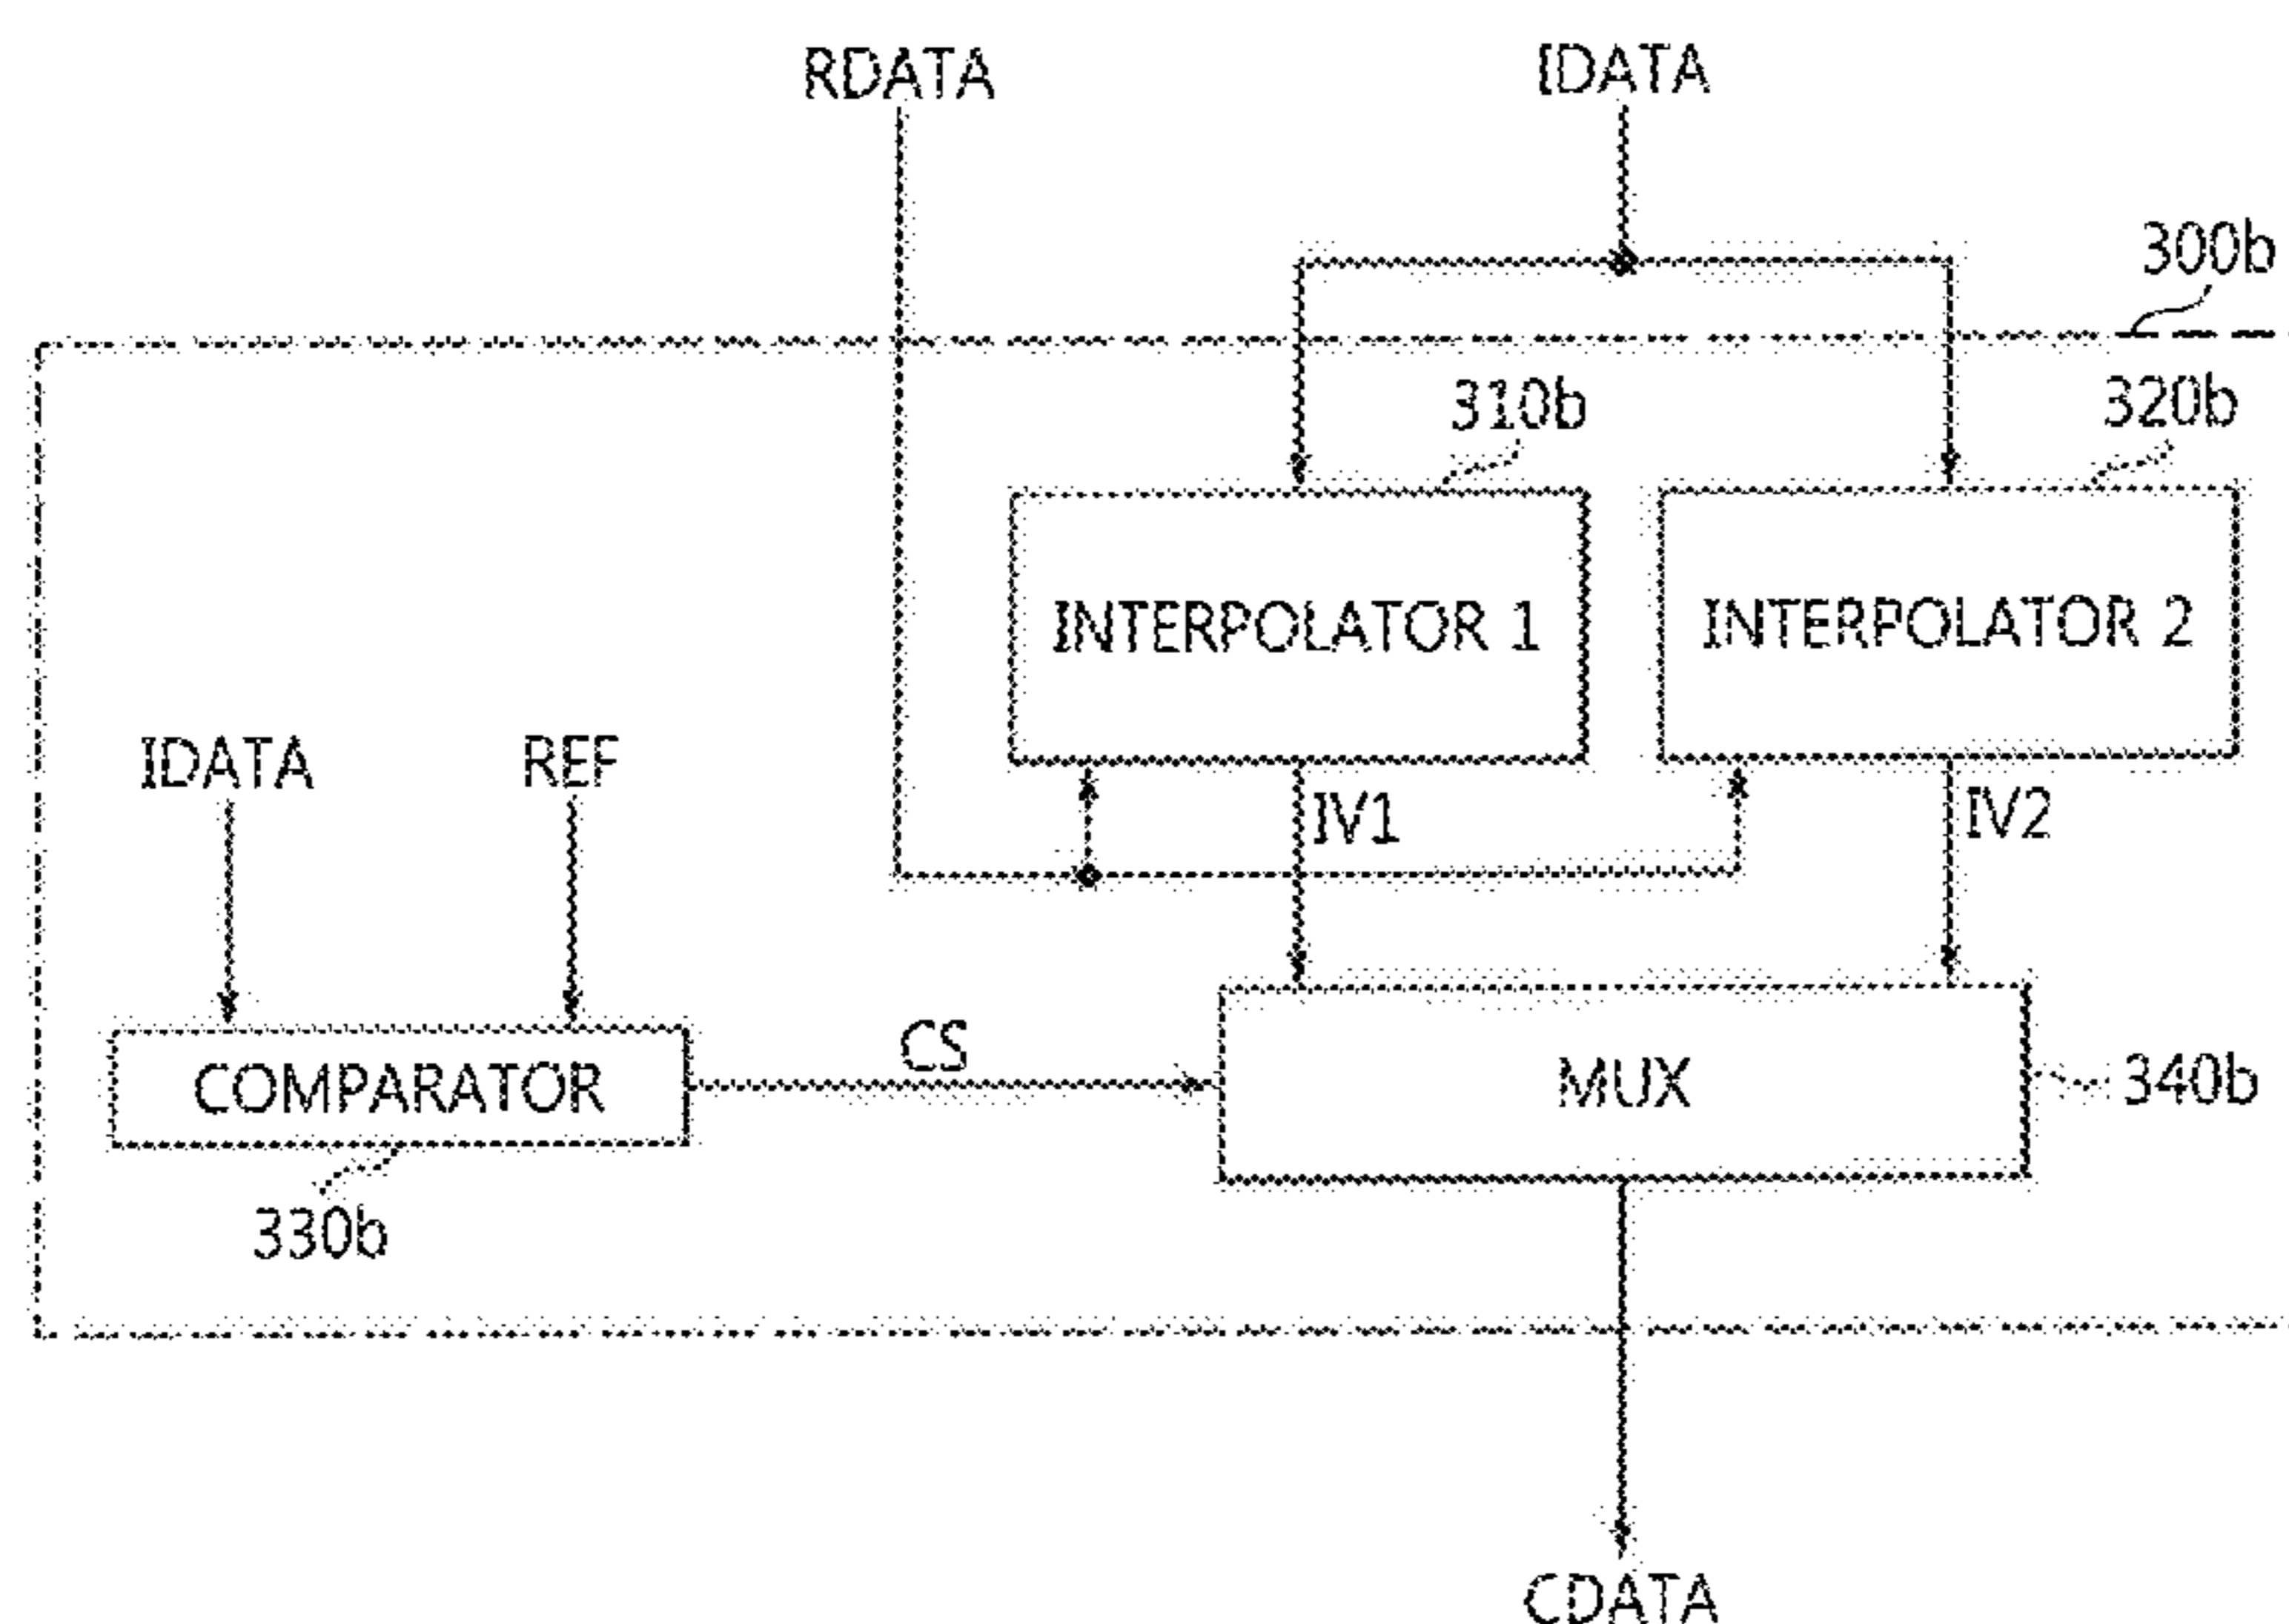 RDATA
IDATA
300b
310b
320b
INTERPOLATOR 1
INTERPOLATOR 2
IDATA
REF
IV1
IV2
CS
COMPARATOR
MUX
340b
330b
CDATA